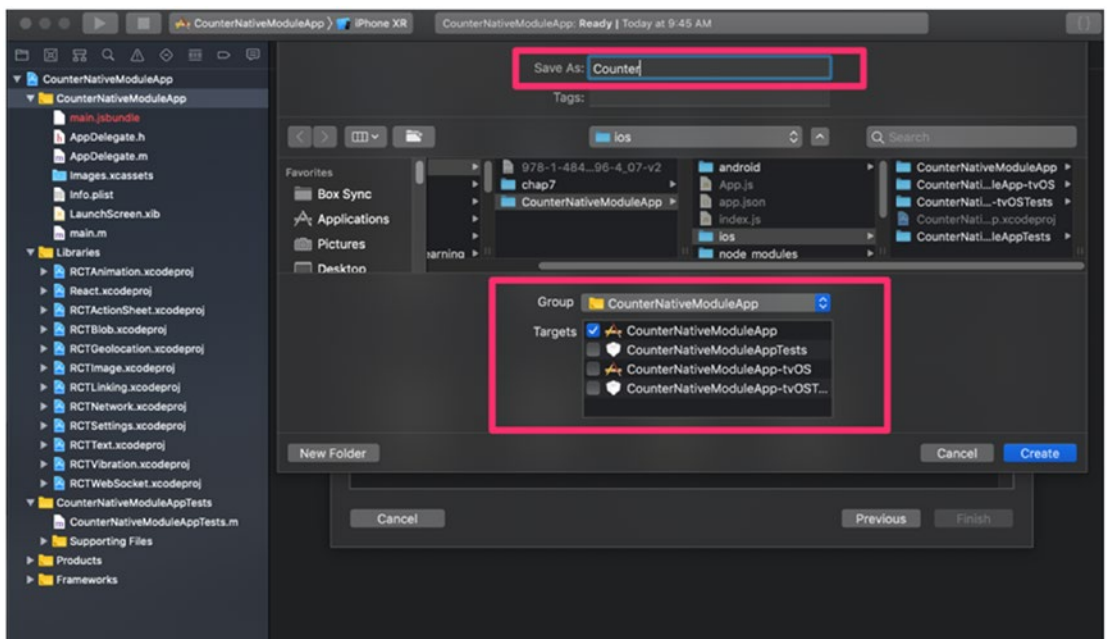 CounterNativeModuleApp
iPhone XR
CounterNativeModuleApp: Ready | Today at 9:45 AM
CounterNativeModuleApp
CounterNativeModuleApp
main.jsbundle
AppDelegate.h
AppDelegate.m
Images.xcassets
Info.plist
LaunchScreen.xib
main.m
Libraries
RCTAnimation.xcodeproj
React.xcodeproj
RCTActionSheet.xcodeproj
RCTBlob.xcodeproj
RCTGeolocation.xcodeproj
RCTImage.xcodeproj
RCTLinking.xcodeproj
RCTNetwork.xcodeproj
RCTSettings.xcodeproj
RCTText.xcodeproj
RCTVibration.xcodeproj
RCTWebSocket.xcodeproj
CounterNativeModuleAppTests
CounterNativeModuleAppTests.m
Supporting Files
Products
Frameworks
Save As: Counter
Tags:
ios
Search
Favorites
Box Sync
Applications
Pictures
Desktop
earning
978-1-484...96-4_07-v2
chap7
CounterNativeModuleApp
android
App.js
app.json
index.js
ios
node_modules
CounterNativeModuleApp
CounterNati...leApp-tvOS
CounterNati...-tvOSTests
CounterNati...p.xcodeproj
CounterNati...leAppTests
Group CounterNativeModuleApp
Targets CounterNativeModuleApp
CounterNativeModuleAppTests
CounterNativeModuleApp-tvOS
CounterNativeModuleApp-tvOST...
New Folder
Cancel
Create
Cancel
Previous
Finish